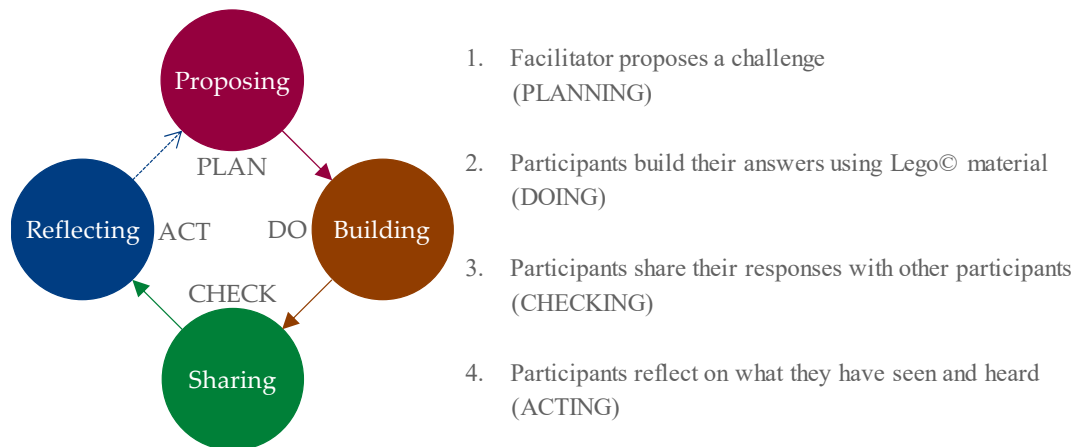 Proposing
PLAN
Reflecting
ACT
DO
Building
CHECK
Sharing
1. Facilitator proposes a challenge
(PLANNING)
2. Participants build their answers using Lego© material
(DOING)
3. Participants share their responses with other participants
(CHECKING)
4. Participants reflect on what they have seen and heard
(ACTING)